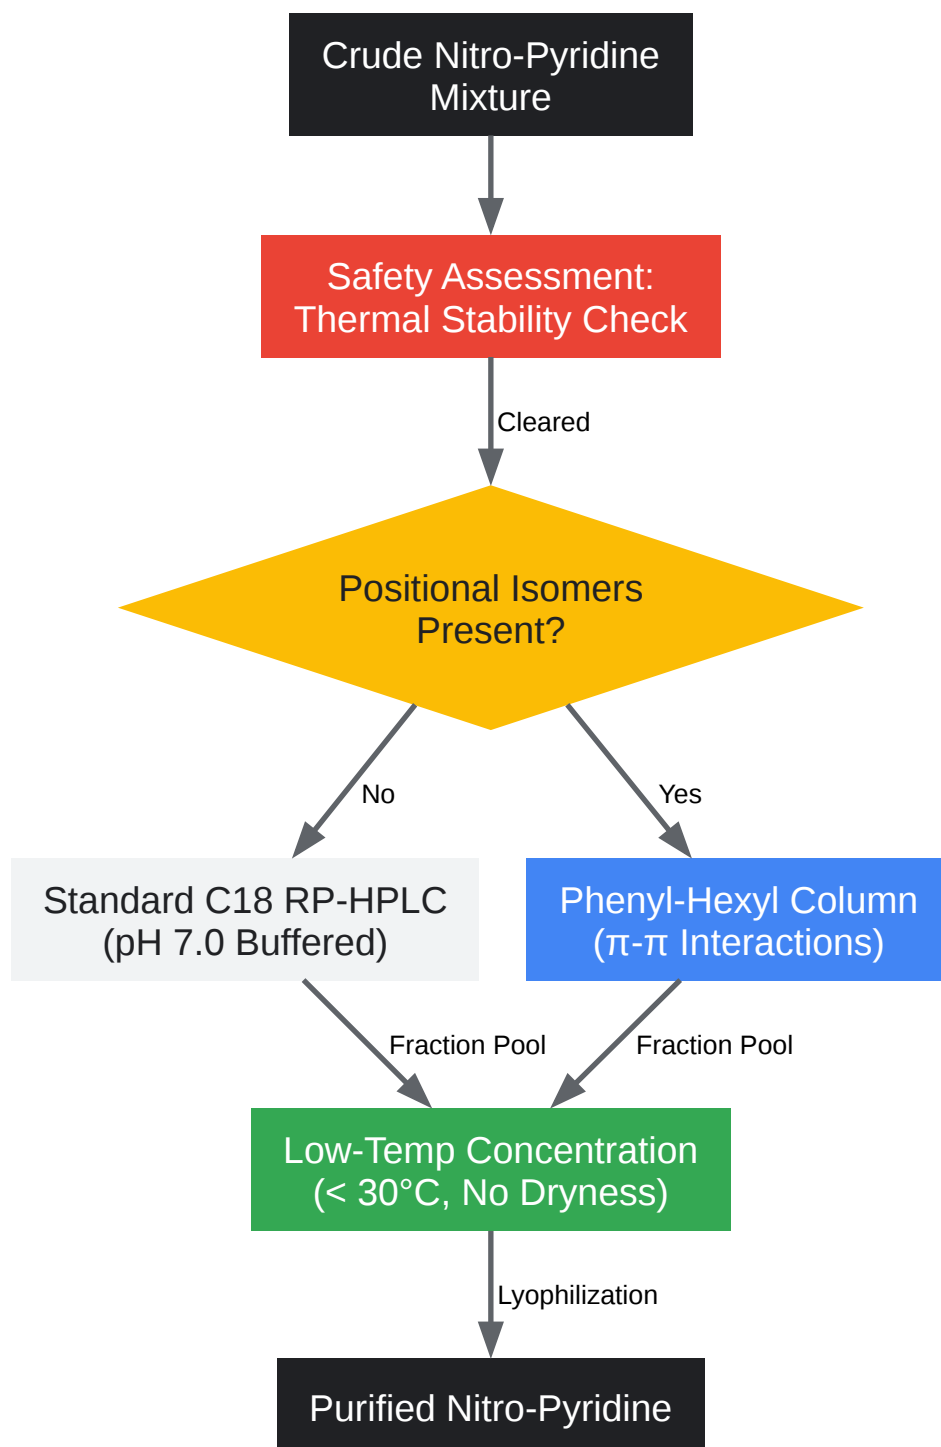 Crude Nitro-Pyridine
Mixture
Safety Assessment:
Thermal Stability Check
Cleared
Positional Isomers
Present?
No
Yes
Standard C18 RP-HPLC
(pH 7.0 Buffered)
Phenyl-Hexyl Column
(π-π Interactions)
Fraction Pool
Fraction Pool
Low-Temp Concentration
(< 30°C, No Dryness)
Lyophilization
Purified Nitro-Pyridine